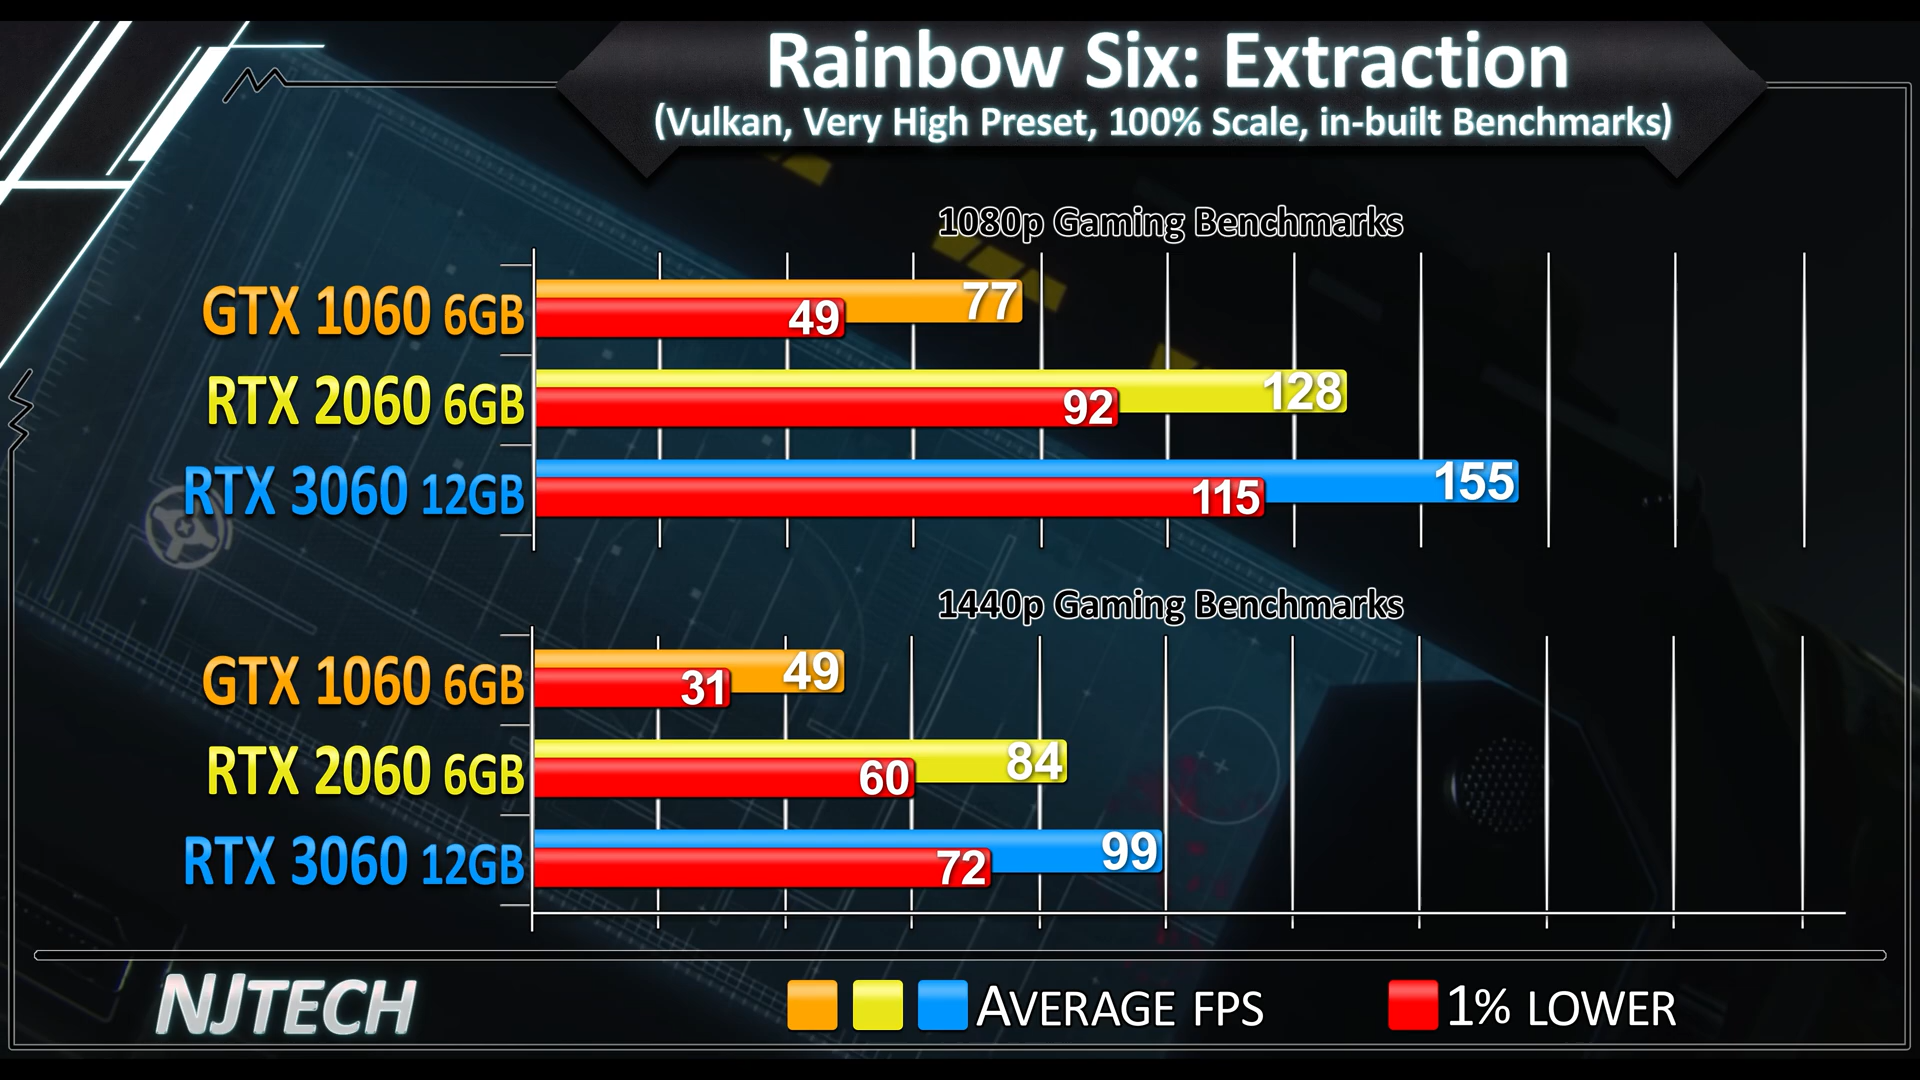 Rainbow Six: Extraction
(Vulkan, Very High Preset, 100% Scale, in-built Benchmarks)
1080p Gaming Benchmarks
GTX 1060 6GB
77
49
RTX 2060 6GB
128
92
RTX 3060 12GB
155
115
1440p Gaming Benchmarks
GTX 1060 6GB
49
31
RTX 2060 6GB
84
60
RTX 3060 12GB
99
72
NJTECH
AVERAGE FPS
1% LOWER